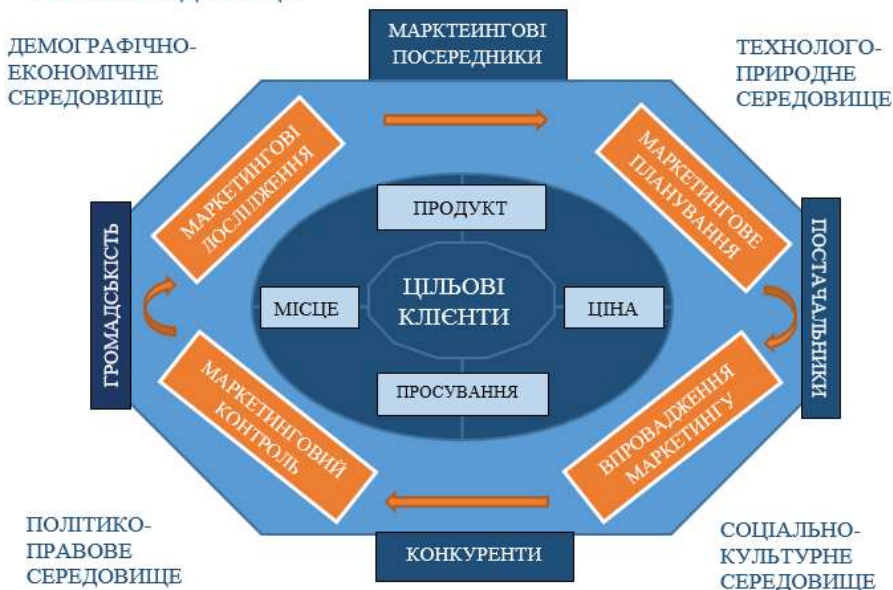 МАРКТЕИНГОВІ
ПОСЕРЕДНИКИ
ДЕМОГРАФІЧНО-
ЕКОНОМІЧНЕ
СЕРЕДОВИЩЕ
ТЕХНОЛОГО-
ПРИРОДНЕ
СЕРЕДОВИЩЕ
МАРКЕТИНГОВІ
ДОСЛІДЖЕННЯ
МАРКЕТИНГОВЕ
ПЛАНУВАННЯ
ПРОДУКТ
ГРОМАДСЬКІСТЬ
МІСЦЕ
ЦІЛЬОВІ
КЛІЄНТИ
ЦІНА
ПОСТАЧАЛЬНИКИ
ПРОСУВАННЯ
МАРКЕТИНГОВИЙ
КОНТРОЛЬ
ВПРОВАДЖЕННЯ
МАРКЕТИНГУ
ПОЛІТИКО-
ПРАВОВЕ
СЕРЕДОВИЩЕ
КОНКУРЕНТИ
СОЦІАЛЬНО-
КУЛЬТУРНЕ
СЕРЕДОВИЩЕ